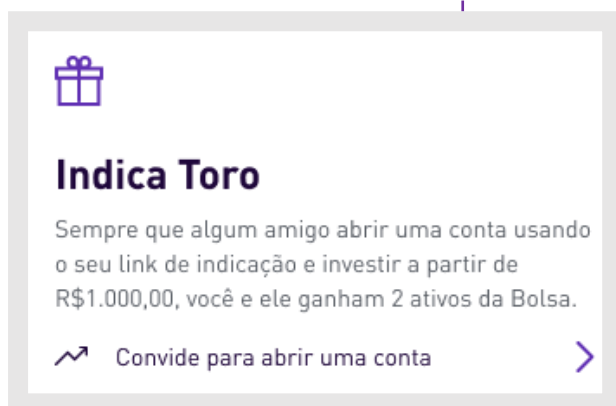 Indica Toro
Sempre que algum amigo abrir uma conta usando
o seu link de indicação e investir a partir de
R$1.000,00, você e ele ganham 2 ativos da Bolsa.
Convide para abrir uma conta